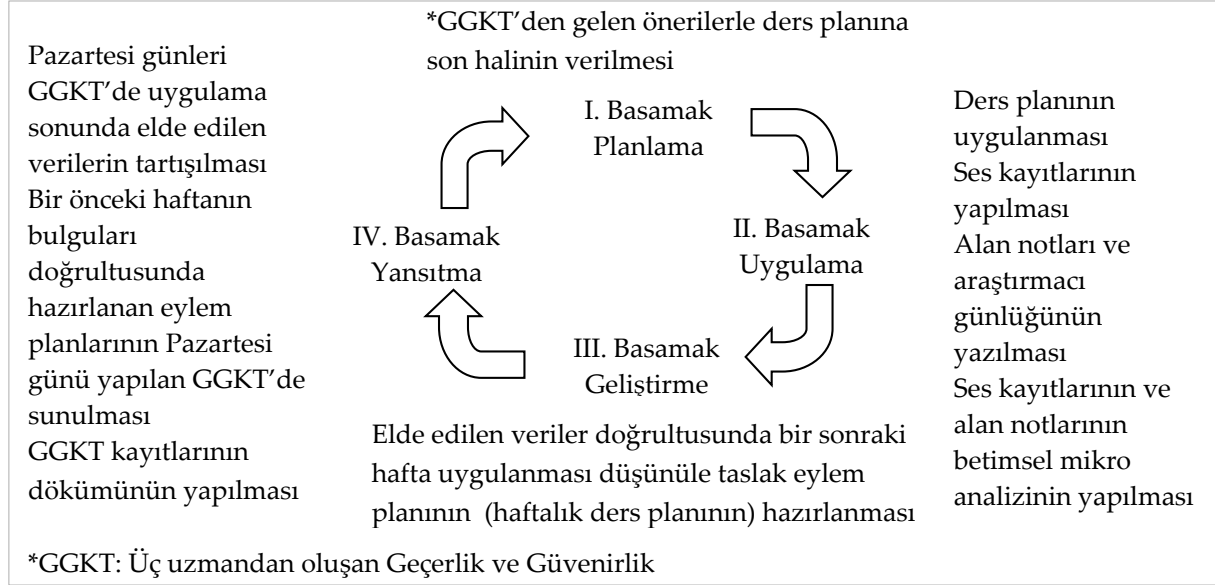 *GGKT’den gelen önerilerle ders planına
son halinin verilmesi
Pazartesi günleri
GGKT’de uygulama
sonunda elde edilen
verilerin tartışılması
Bir önceki haftanın
bulguları
doğrultusunda
hazırlanan eylem
planlarının Pazartesi
günü yapılan GGKT’de
sunulması
GGKT kayıtlarının
dökümünün yapılması
I. Basamak
Planlama
Ders planının
uygulanması
Ses kayıtlarının
yapılması
Alan notları ve
araştırmacı
günlüğünün
yazılması
Ses kayıtlarının ve
alan notlarının
betimsel mikro
analizinin yapılması
II. Basamak
Uygulama
III. Basamak
Geliştirme
IV. Basamak
Yansıtma
Elde edilen veriler doğrultusunda bir sonraki
hafta uygulanması düşünüle taslak eylem
planının (haftalık ders planının) hazırlanması
*GGKT: Üç uzmandan oluşan Geçerlik ve Güvenirlik